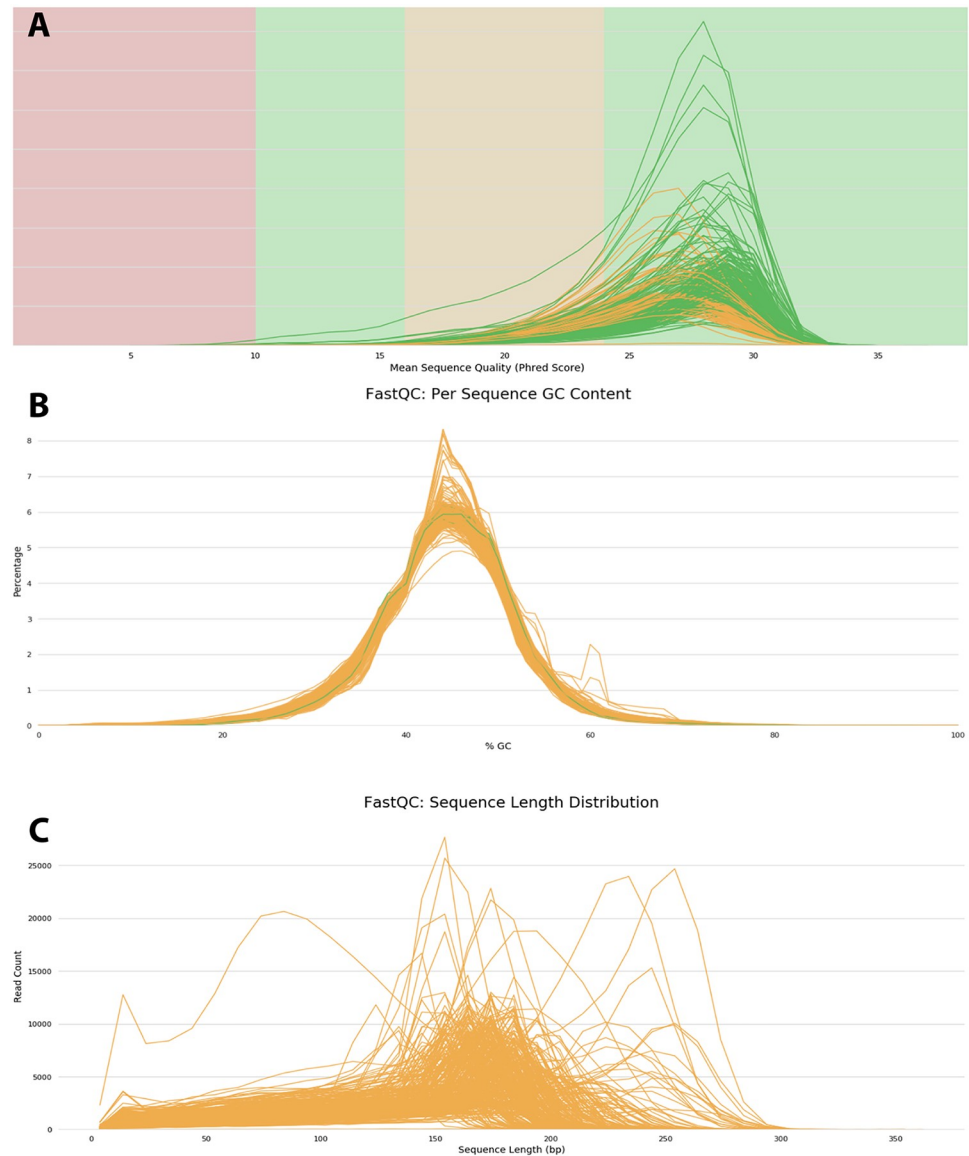 A
5 10 15 20 25 30 35
Mean Sequence Quality (Phred Score)
B
FastQC: Per Sequence GC Content
8
7
6
5
4
3
2
1
0
Percentage
0 20 40 60 80 100
% GC
C
FastQC: Sequence Length Distribution
25000
20000
15000
10000
5000
0
Read Count
0 50 100 150 200 250 300 350
Sequence Length (bp)